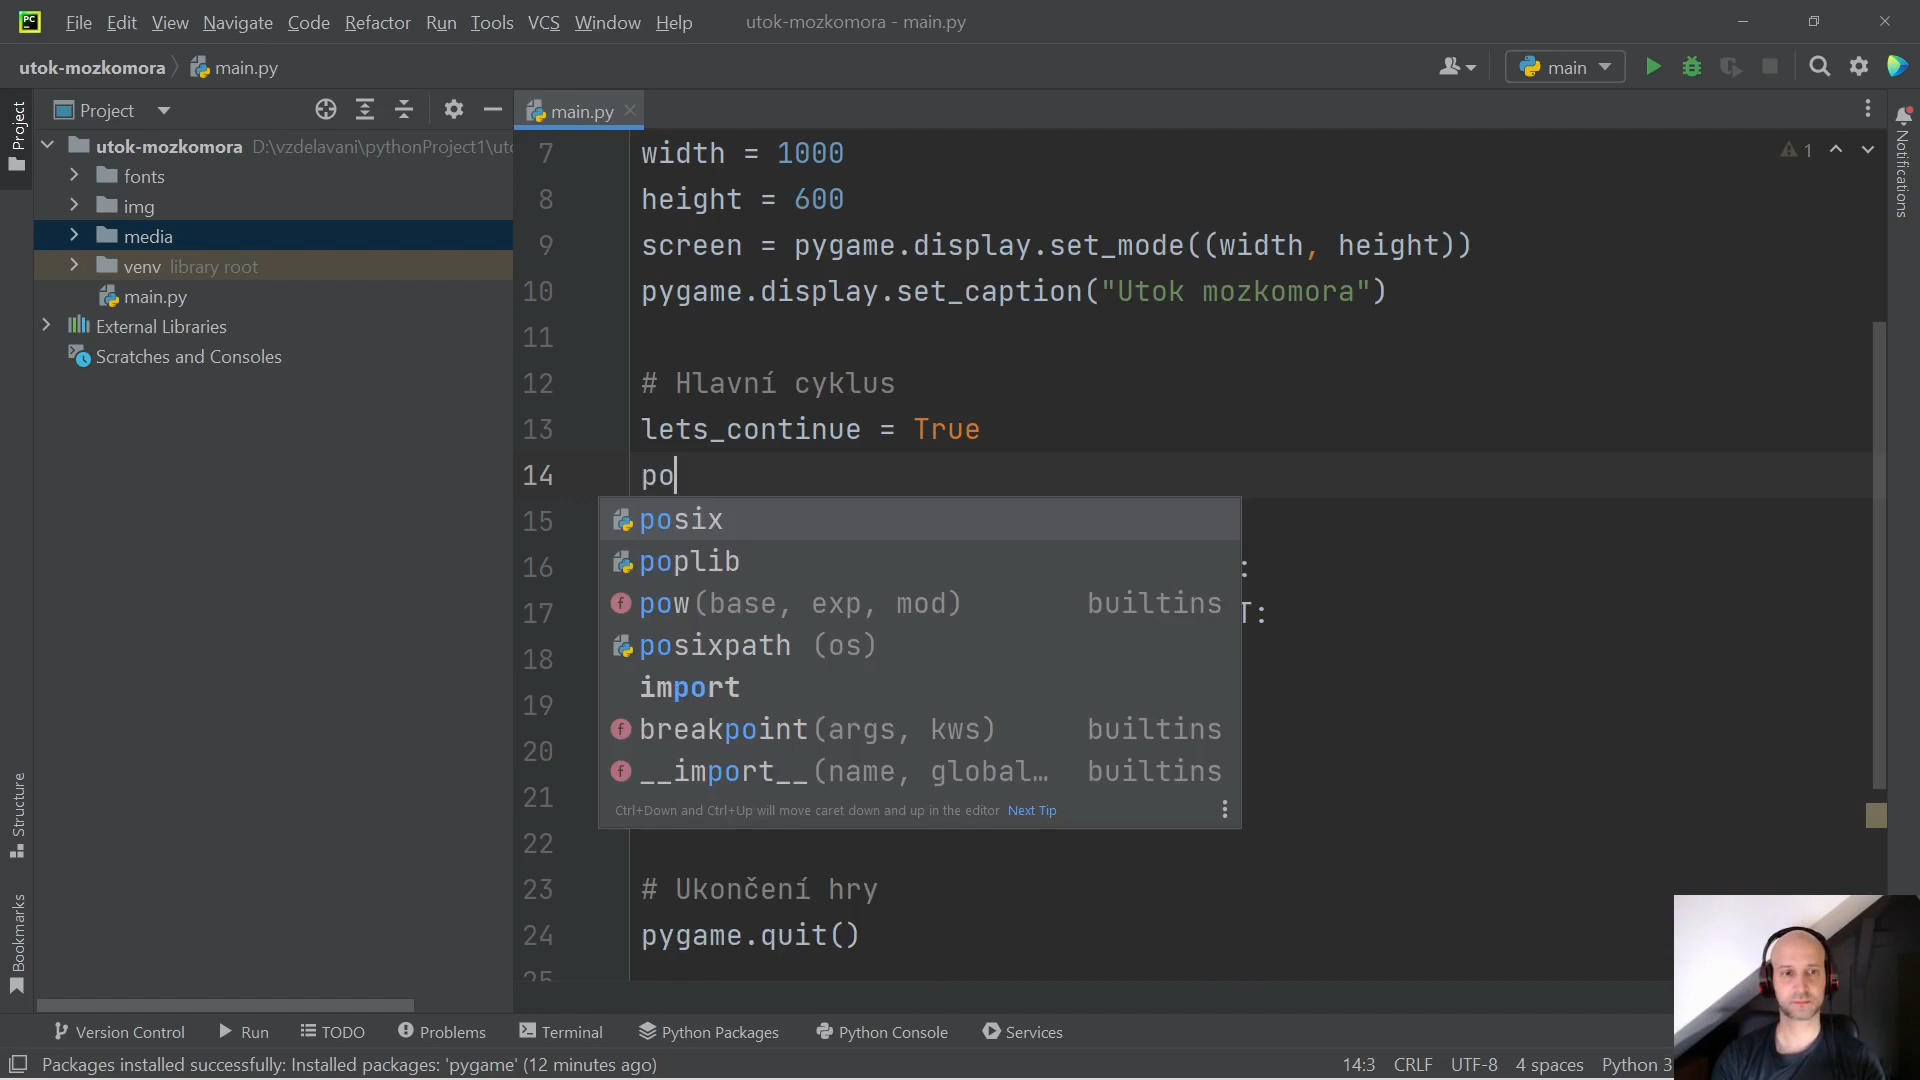 PC File Edit View Navigate Code Refactor Run Tools VCS Window Help utok-mozkomora - main.py
utok-mozkomora main.py main
Project
main.py
utok-mozkomora D:\vzdelavani\pythonProject1\uto
fonts
img
media
venv library root
main.py
External Libraries
Scratches and Consoles
Project
Structure
Bookmarks
Notifications
1
7 width = 1000
8 height = 600
9 screen = pygame.display.set_mode((width, height))
10 pygame.display.set_caption("Utok mozkomora")
11
12 # Hlavní cyklus
13 lets_continue = True
14 po
15
16 :
17 T:
18
19
20
21
22
23 # Ukončení hry
24 pygame.quit()
25
posix
poplib
pow(base, exp, mod) builtins
posixpath (os)
import
breakpoint(args, kws) builtins
__import__(name, global… builtins
Ctrl+Down and Ctrl+Up will move caret down and up in the editor Next Tip
Version Control Run TODO Problems Terminal Python Packages Python Console Services
Packages installed successfully: Installed packages: 'pygame' (12 minutes ago) 14:3 CRLF UTF-8 4 spaces Python 3